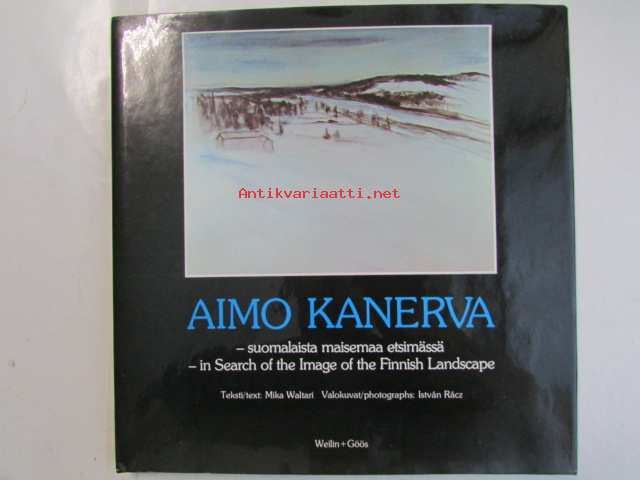 Antikvariaatti.net
AIMO KANERVA
– suomalaista maisemaa etsimässä
– in Search of the Image of the Finnish Landscape
Teksti/text: Mika Waltari Valokuvat/photographs: István Rácz
Weilin+Göös